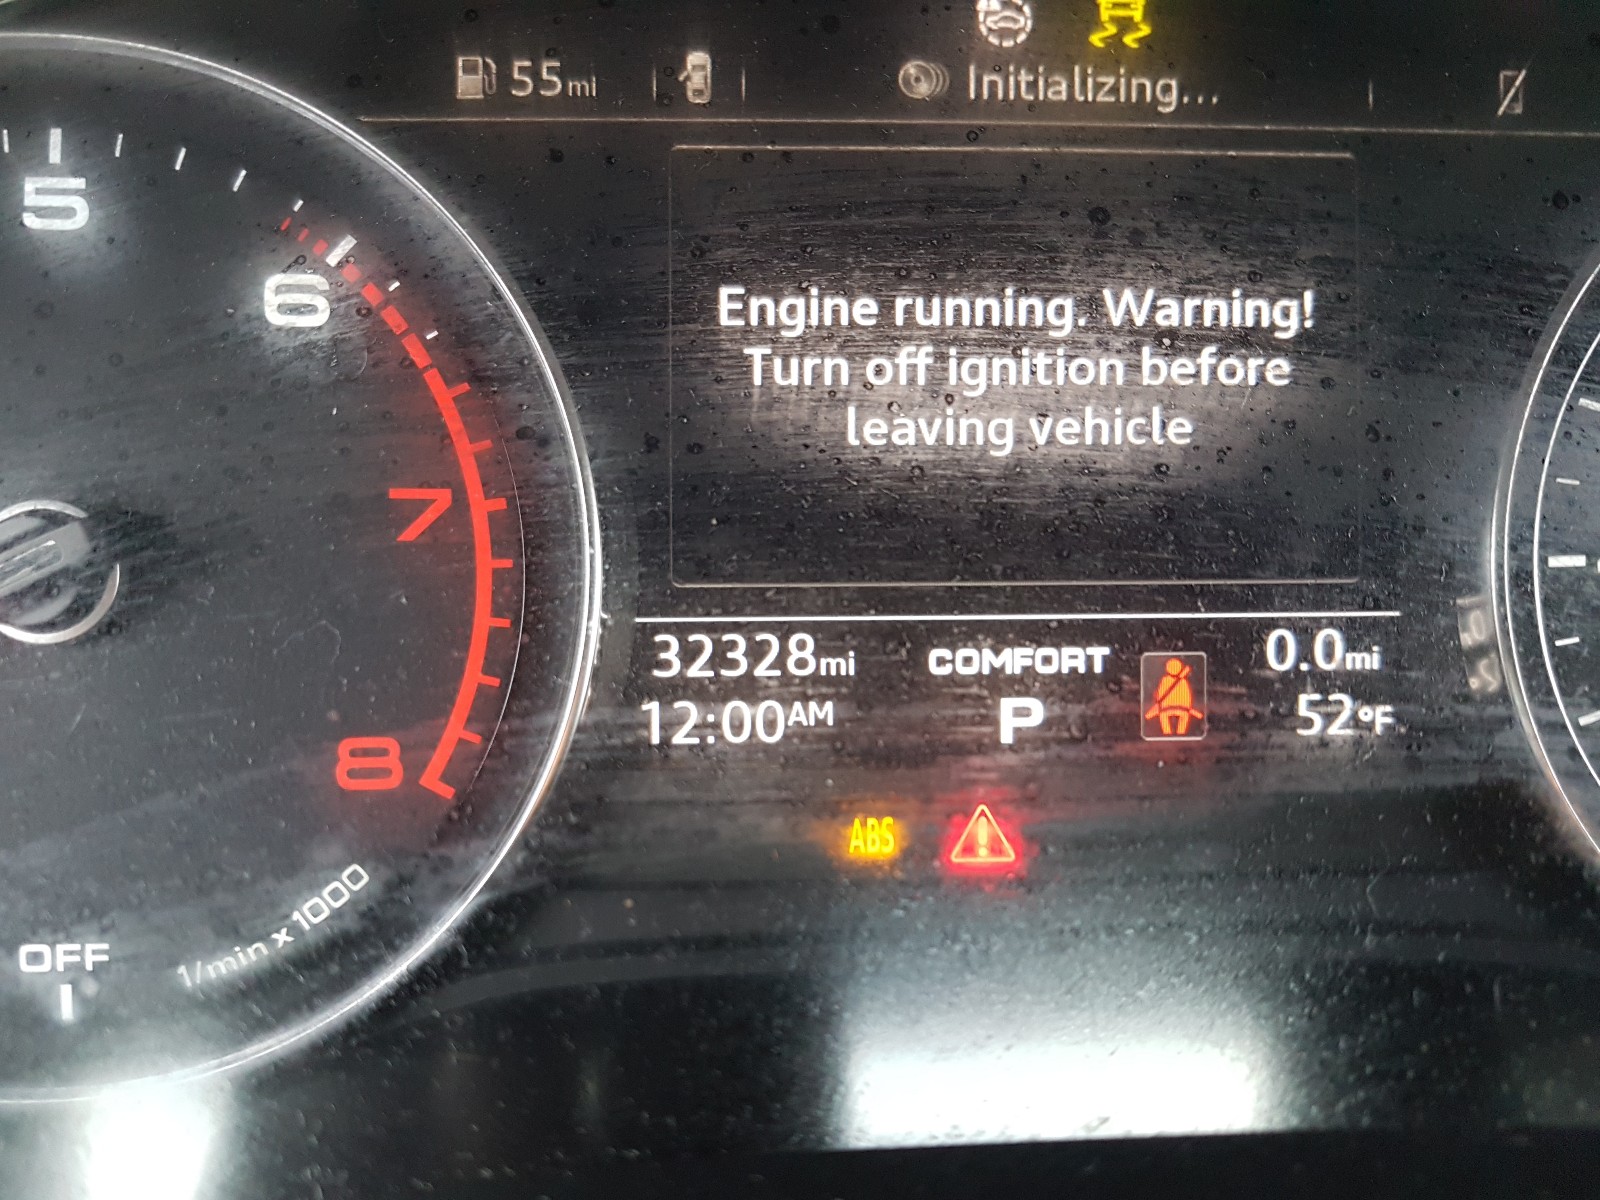 55mi
Initializing...
5
6
7
8
OFF
1/min x 1000
Engine running. Warning!
Turn off ignition before
leaving vehicle
32328mi
COMFORT
0.0mi
12:00AM
P
52°F
ABS